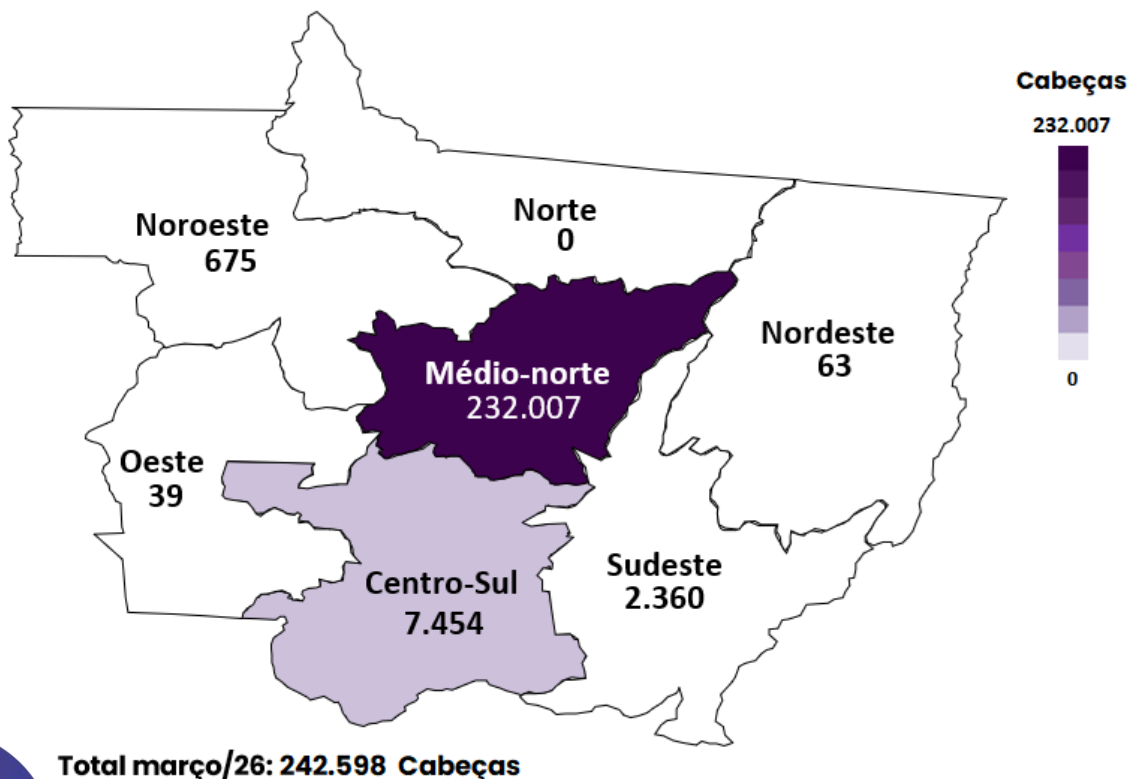 Cabeças
232.007
0
Noroeste
675
Norte
0
Nordeste
63
Médio-norte
232.007
Oeste
39
Centro-Sul
7.454
Sudeste
2.360
Total março/26: 242.598 Cabeças